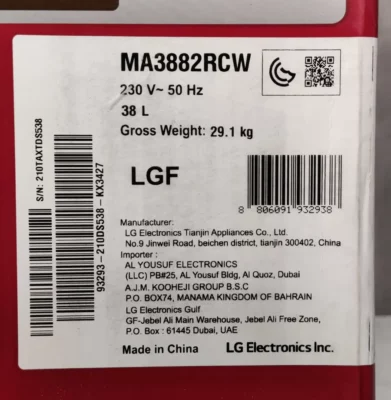 MA3882RCW
230 V~ 50 Hz
38 L
Gross Weight: 29.1 kg
S/N: 210TAXTDS538
93293-210DS538-KX3427
LGF
8 806091 932938
Manufacturer:
LG Electronics Tianjin Appliances Co., Ltd.
No.9 Jinwei Road, beichen district, tianjin 300402, China
Importer :
AL YOUSUF ELECTRONICS
(LLC) PB#25, AL Yousuf Bldg, Al Quoz, Dubai
A.J.M. KOOHEJI GROUP B.S.C
P.O. BOX74, MANAMA KINGDOM OF BAHRAIN
LG Electronics Gulf
GF-Jebel Ali Main Warehouse, Jebel Ali Free Zone,
P.O. Box : 61445 Dubai, UAE
Made in China
LG Electronics Inc.